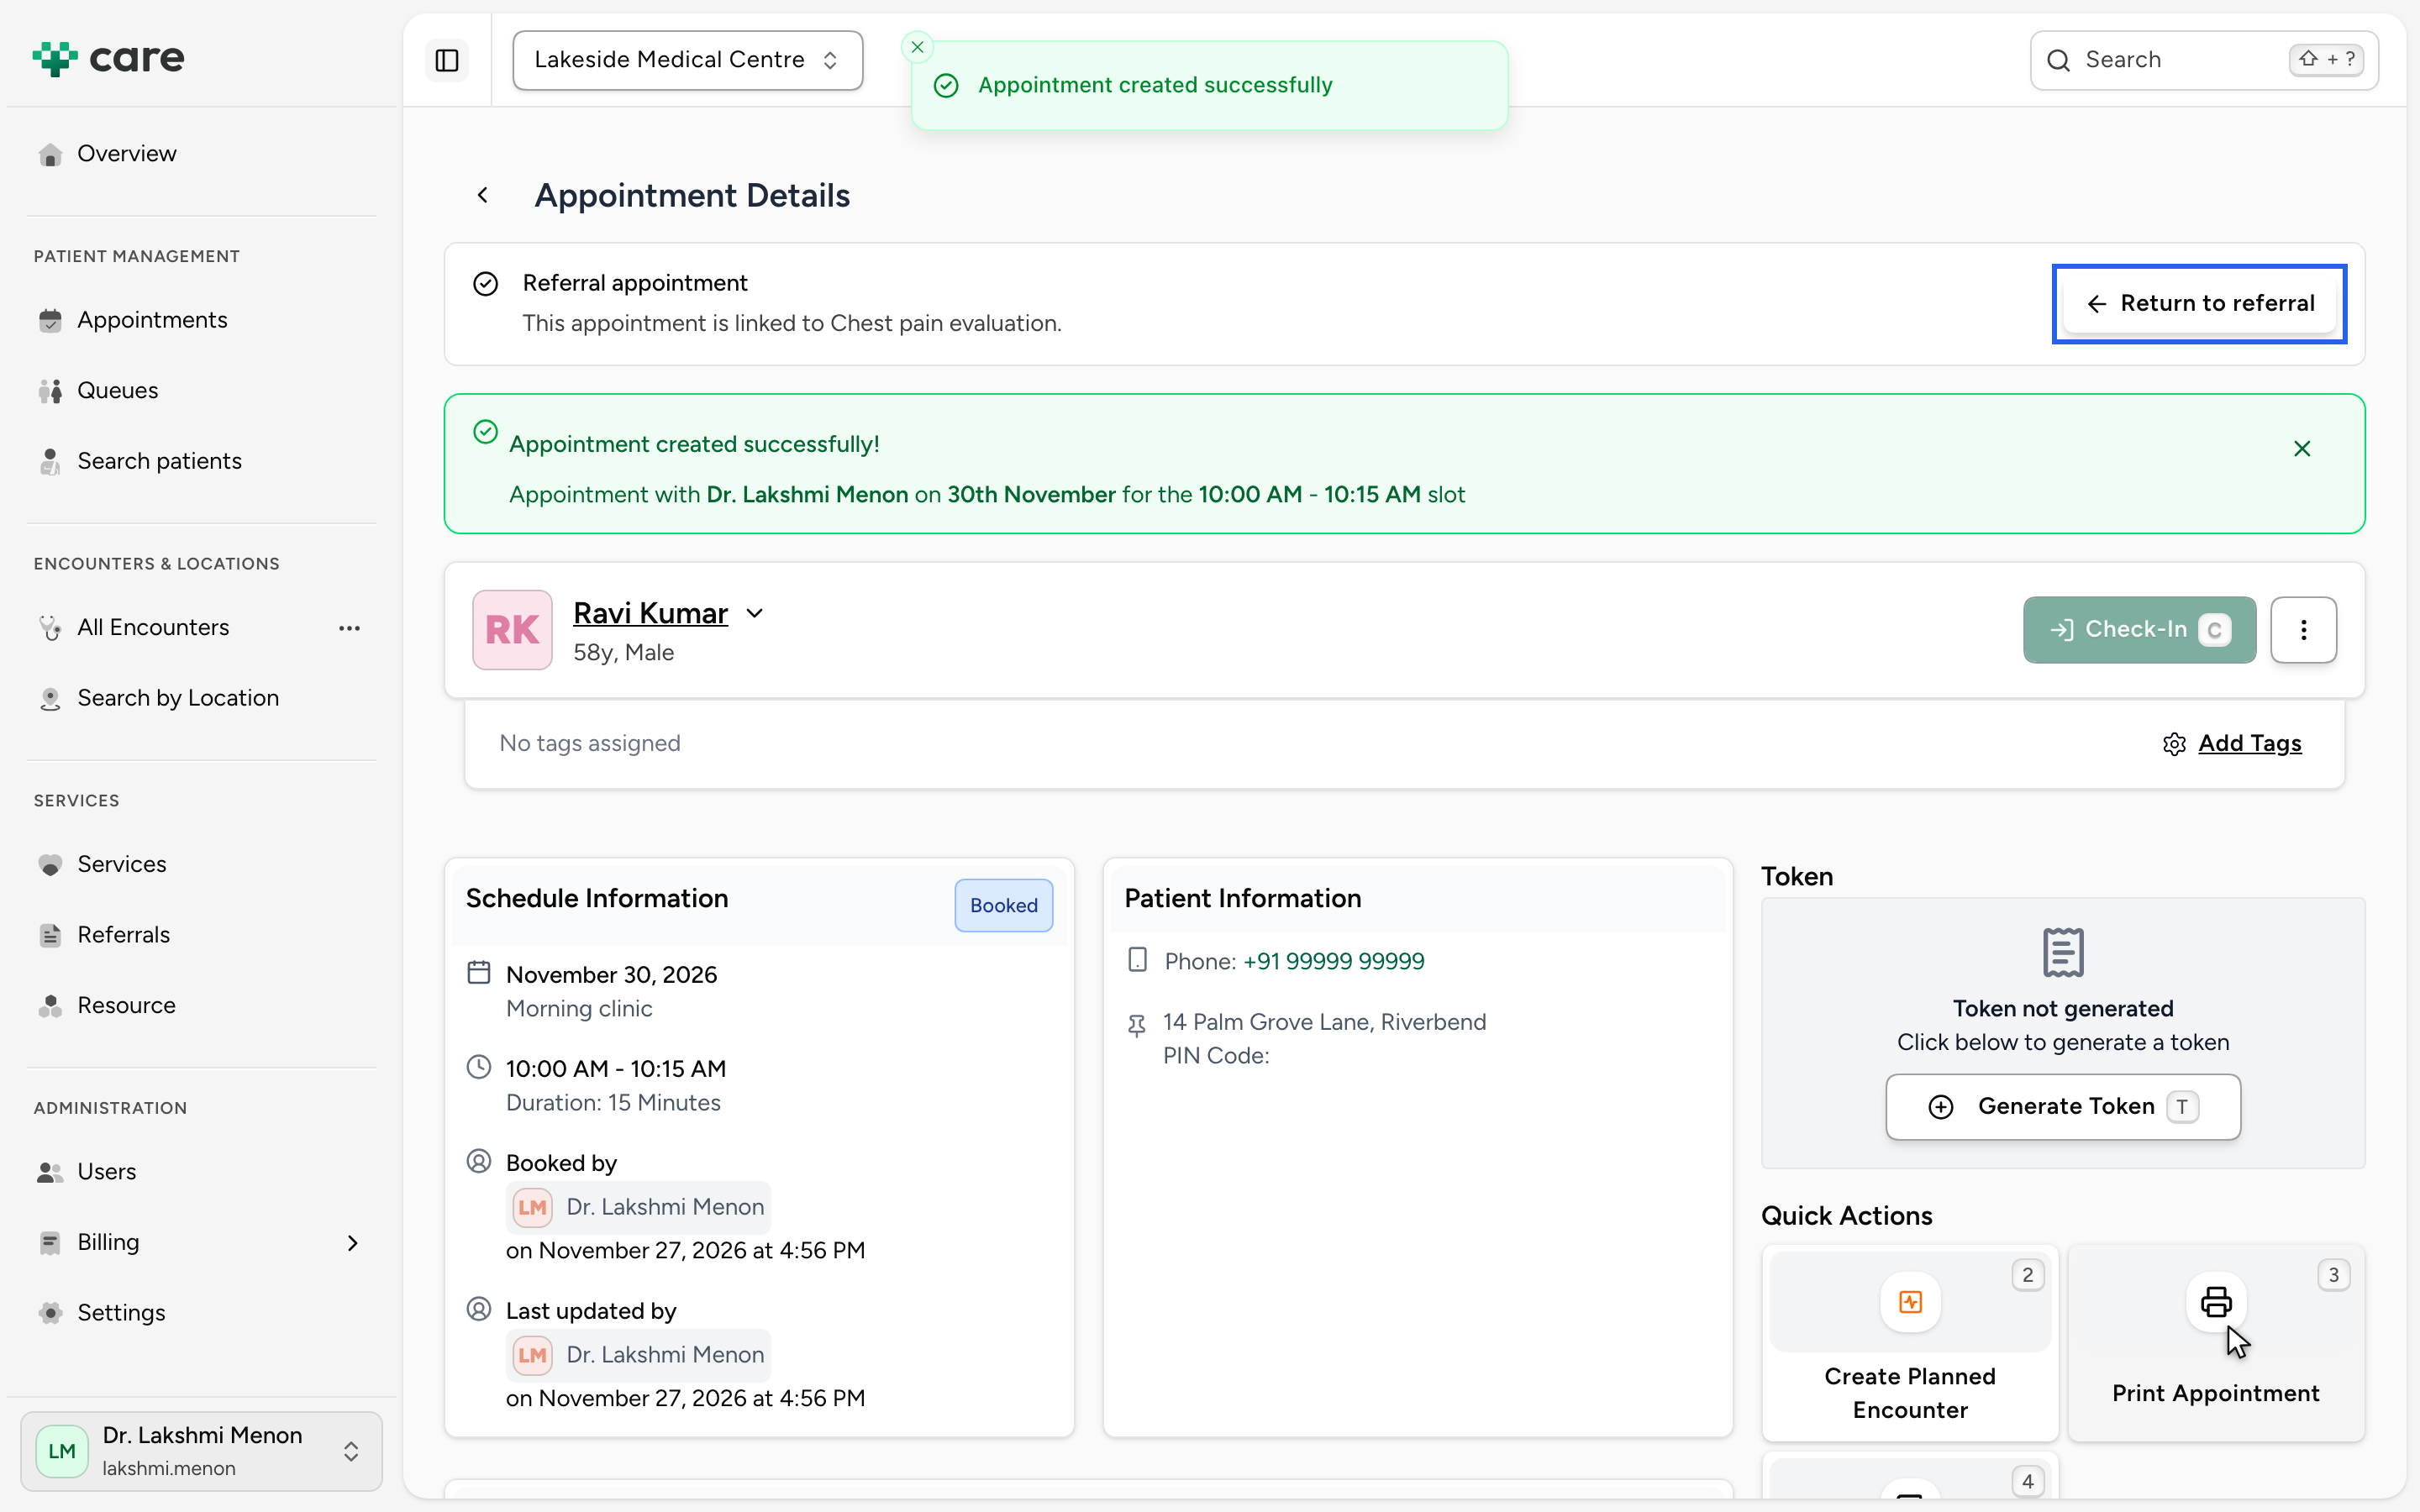 care
Lakeside Medical Centre
Appointment created successfully
Search
+ ?
Overview
PATIENT MANAGEMENT
Appointments
Queues
Search patients
ENCOUNTERS & LOCATIONS
All Encounters
Search by Location
SERVICES
Services
Referrals
Resource
ADMINISTRATION
Users
Billing
Settings
LM
Dr. Lakshmi Menon
lakshmi.menon
Appointment Details
Referral appointment
This appointment is linked to Chest pain evaluation.
Return to referral
Appointment created successfully!
Appointment with Dr. Lakshmi Menon on 30th November for the 10:00 AM - 10:15 AM slot
RK
Ravi Kumar
58y, Male
Check-In C
No tags assigned
Add Tags
Schedule Information
Booked
November 30, 2026
Morning clinic
10:00 AM - 10:15 AM
Duration: 15 Minutes
Booked by
LM Dr. Lakshmi Menon
on November 27, 2026 at 4:56 PM
Last updated by
LM Dr. Lakshmi Menon
on November 27, 2026 at 4:56 PM
Patient Information
Phone: +91 99999 99999
14 Palm Grove Lane, Riverbend
PIN Code:
Token
Token not generated
Click below to generate a token
Generate Token T
Quick Actions
2
Create Planned
Encounter
3
Print Appointment
4